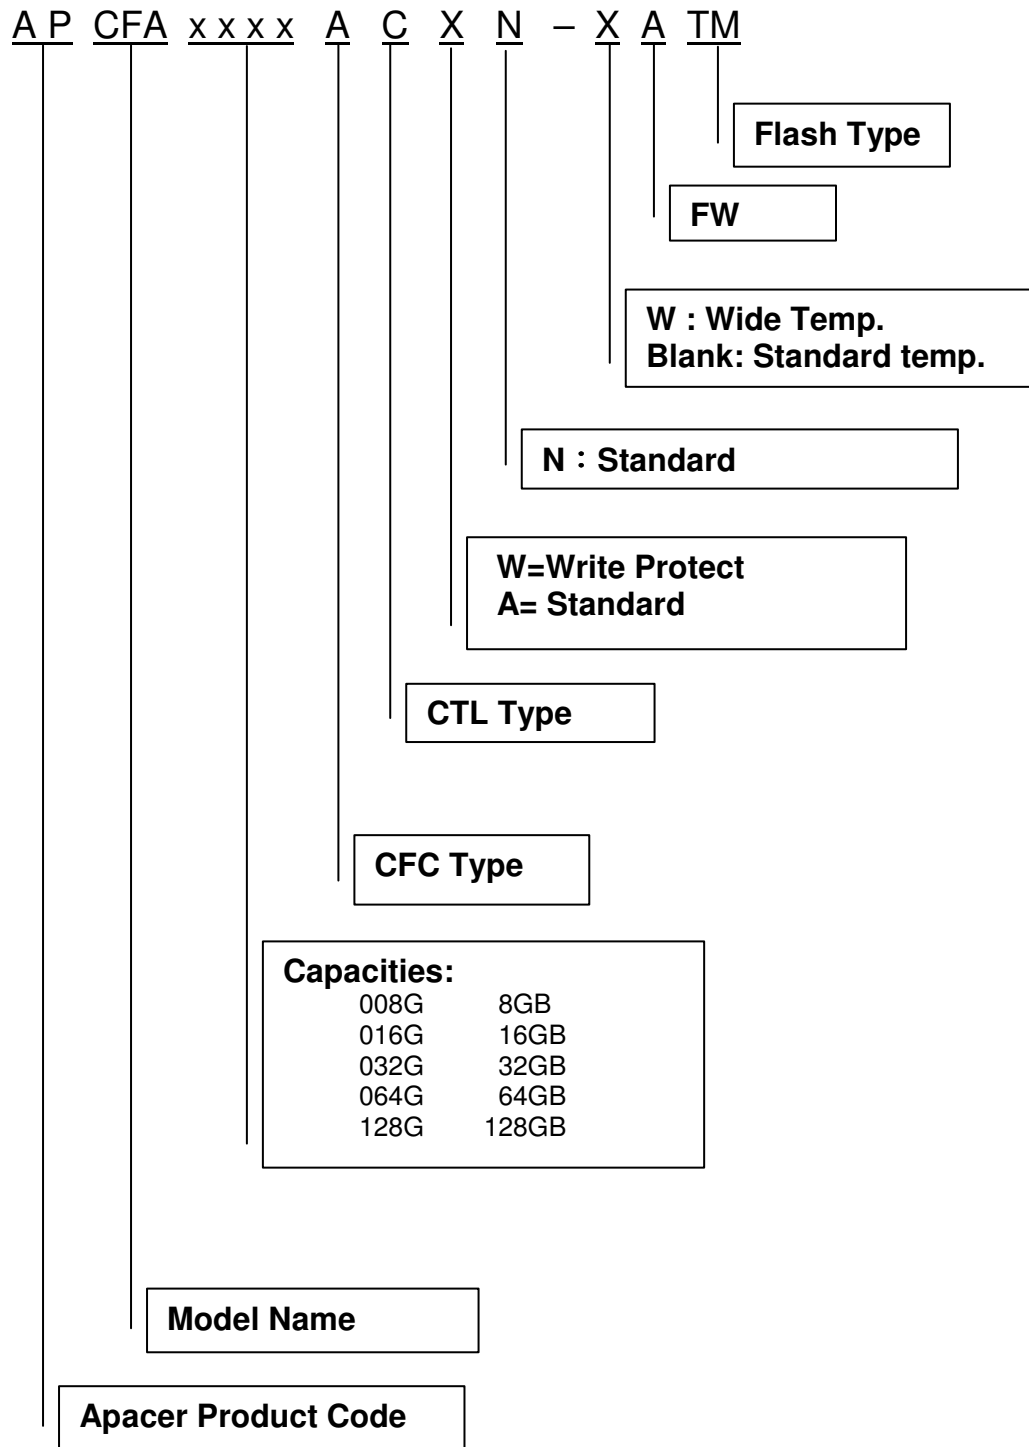 A P CFA x x x x A C X N – X A TM
Flash Type
FW
W : Wide Temp.
Blank: Standard temp.
N：Standard
W=Write Protect
A= Standard
CTL Type
CFC Type
Capacities:
008G 8GB
016G 16GB
032G 32GB
064G 64GB
128G 128GB
Model Name
Apacer Product Code